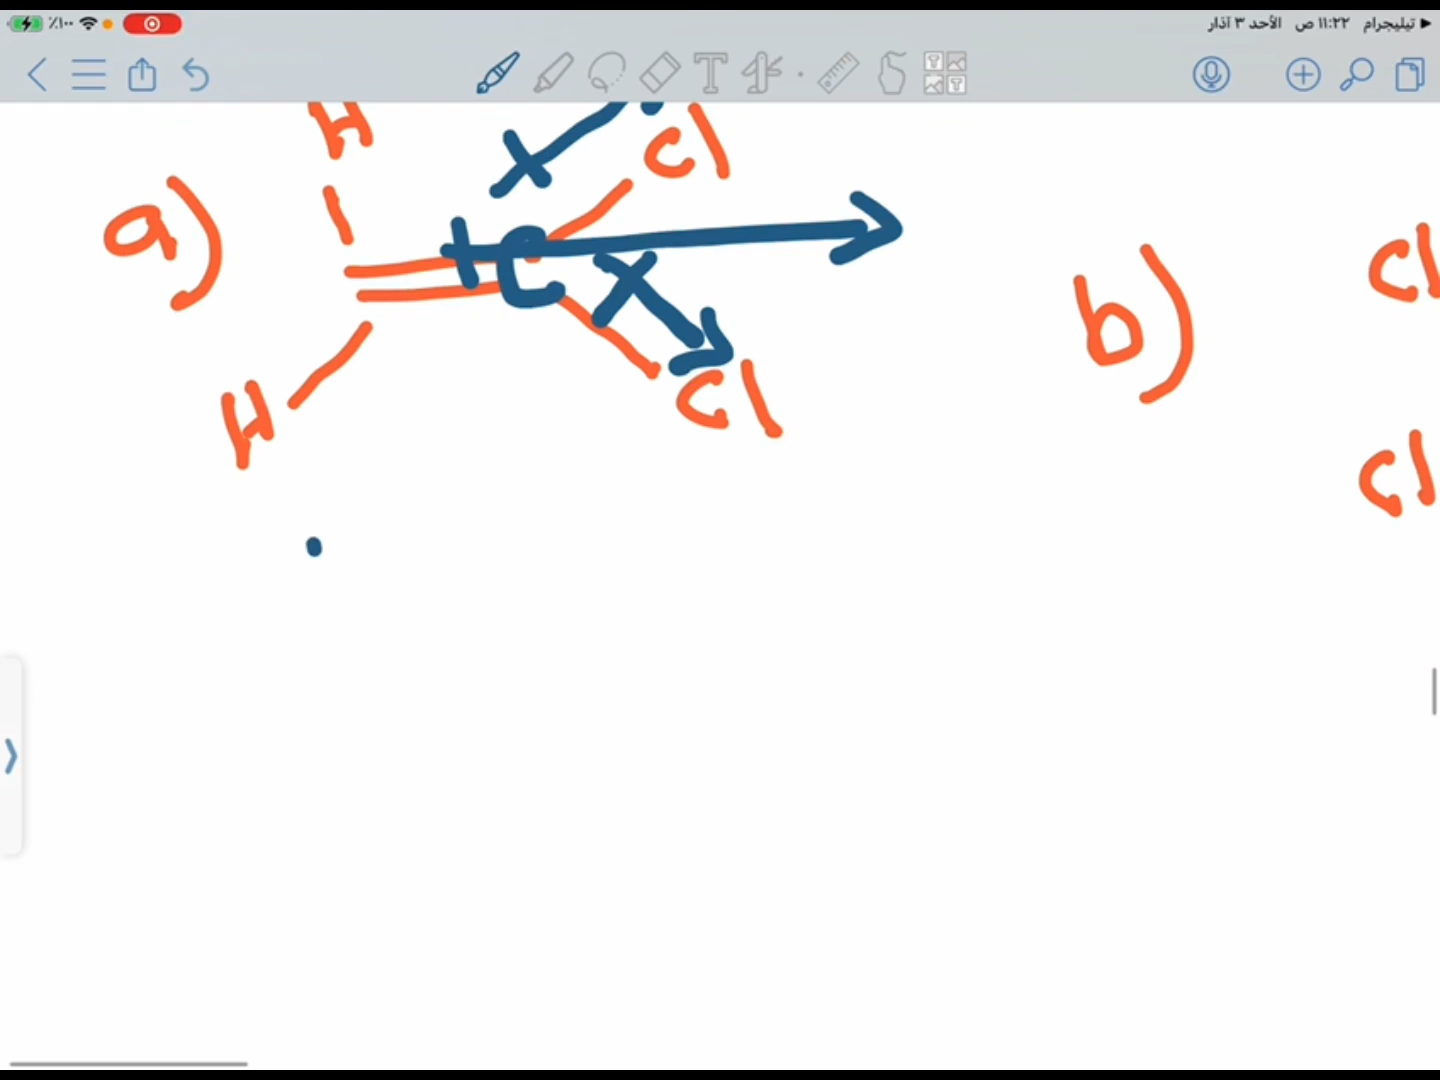 ٪١٠٠ ١١:٢٢ ص الأحد ٣ آذار تيليجرام
H
a) Cl
C
b) Cl
H Cl
Cl